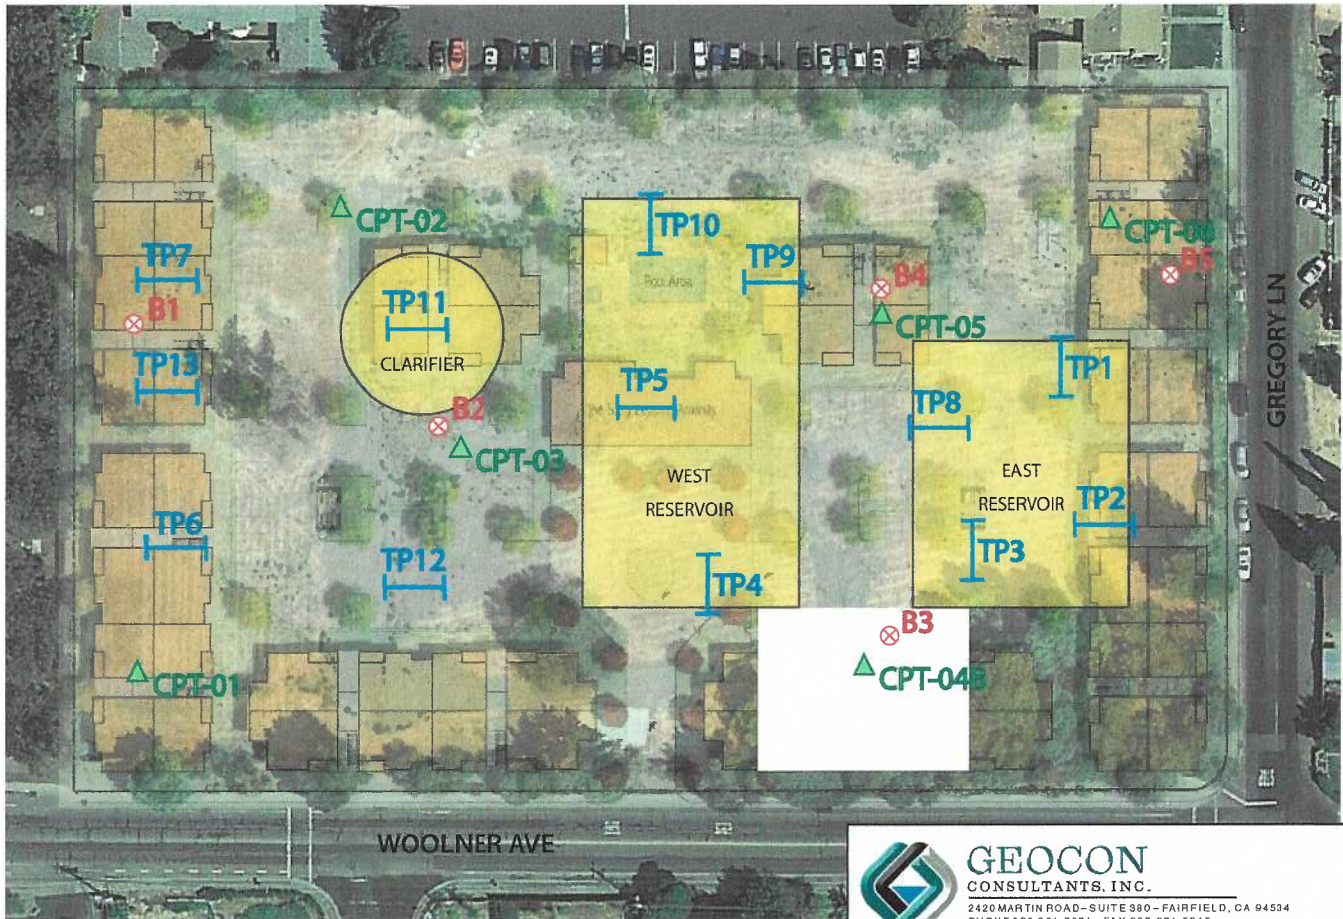 CPT-02
TP10
CPT-06
TP7
TP9
B5
B4
B1
TP11
CPT-05
CLARIFIER
TP13
TP5
TP1
GREGORY LN
TP8
B2
CPT-03
WEST
RESERVOIR
EAST
RESERVOIR
TP2
TP6
TP12
TP3
TP4
B3
CPT-01
CPT-04B
WOOLNER AVE
GEOCON
CONSULTANTS, INC.
2420 MARTIN ROAD – SUITE 380 – FAIRFIELD, CA 94534